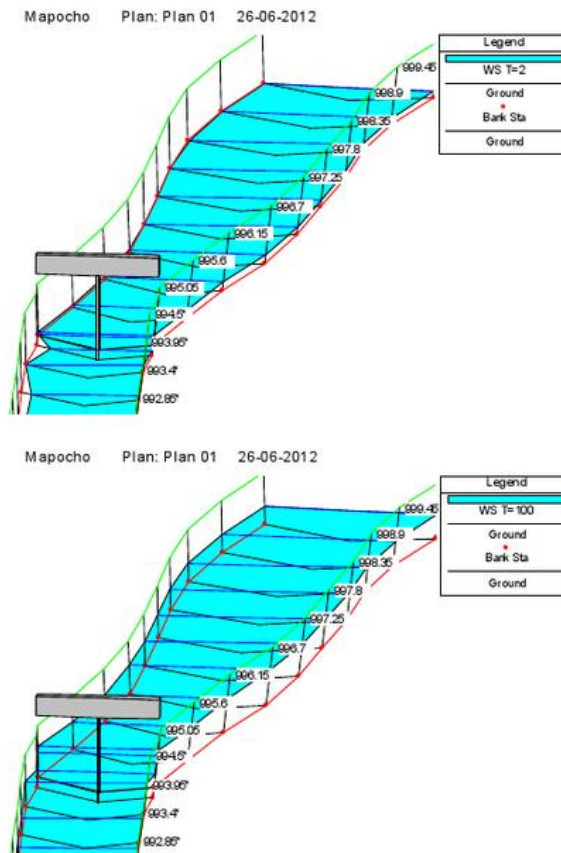 Mapocho Plan: Plan 01 26-06-2012
Legend
WS T=2
Ground
Bank Sta
Ground
999.45
998.9
998.35
997.8
997.25
996.7
996.15
995.6
995.05
994.5*
993.95*
993.4*
992.85*
Mapocho Plan: Plan 01 26-06-2012
Legend
WS T=100
Ground
Bank Sta
Ground
999.45
998.9
998.35
997.8
997.25
996.7
996.15
995.6
995.05
994.5*
993.95*
993.4*
992.85*